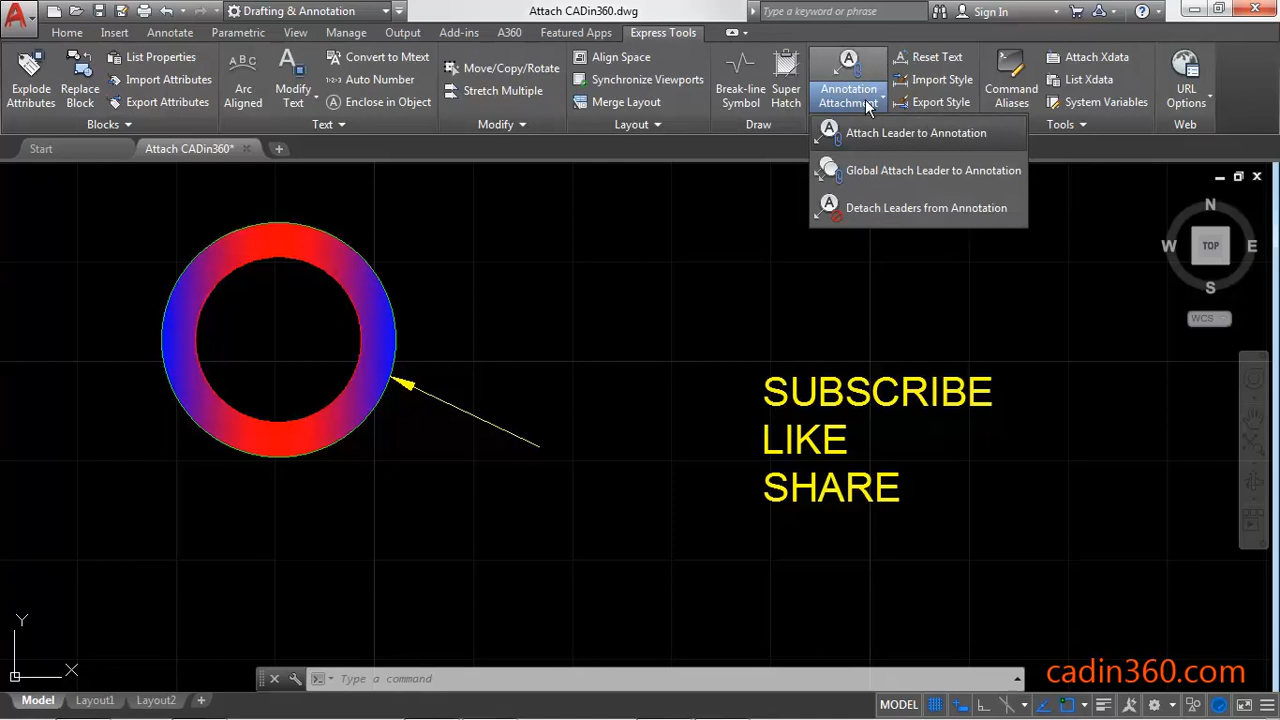 Drafting & Annotation
Attach CADin360.dwg
Type a keyword or phrase
Sign In
Home
Insert
Annotate
Parametric
View
Manage
Output
Add-ins
A360
Featured Apps
Express Tools
Explode
Attributes
Replace
Block
List Properties
Import Attributes
Export Attributes
Blocks
ABC
Arc
Aligned
Modify
Text
Convert to Mtext
Auto Number
Enclose in Object
Text
Move/Copy/Rotate
Stretch Multiple
Modify
Align Space
Synchronize Viewports
Merge Layout
Layout
Break-line
Symbol
Super
Hatch
Draw
Annotation
Attachment
Reset Text
Import Style
Export Style
Command
Aliases
Attach Xdata
List Xdata
System Variables
Tools
URL
Options
Web
Start
Attach CADin360*
Attach Leader to Annotation
Global Attach Leader to Annotation
Detach Leaders from Annotation
N
W
TOP
E
S
WCS
SUBSCRIBE
LIKE
SHARE
Y
X
Type a command
cadin360.com
Model
Layout1
Layout2
MODEL